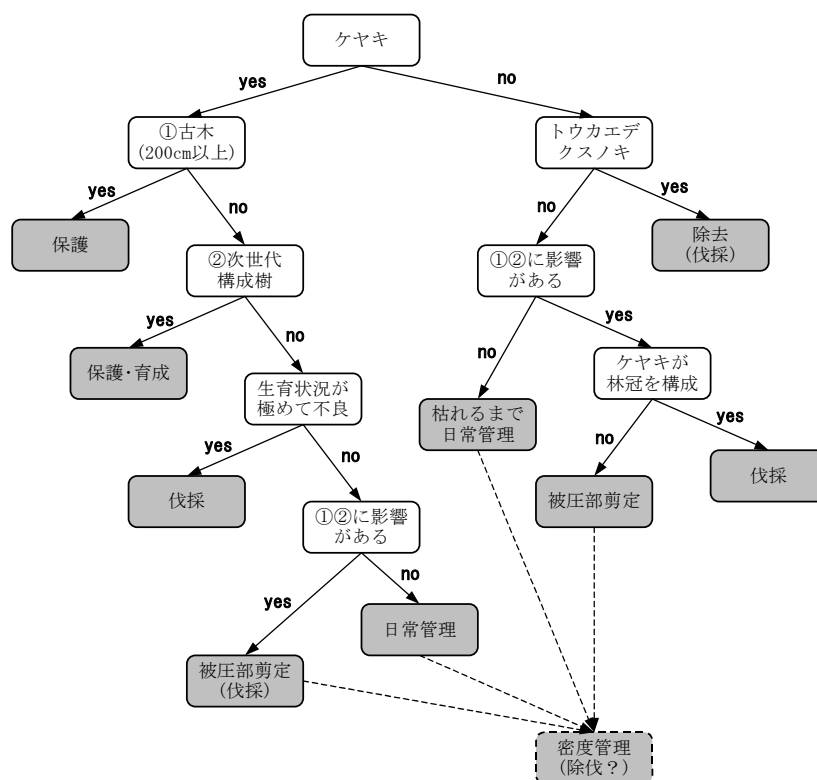 ケヤキ
yes
no
①古木
(200cm以上)
トウカエデ
クスノキ
yes
no
no
yes
保護
②次世代
構成樹
①②に影響
がある
除去
(伐採)
yes
no
no
yes
保護・育成
生育状況が
極めて不良
枯れるまで
日常管理
ケヤキが
林冠を構成
yes
no
no
yes
伐採
①②に影響
がある
被圧部剪定
伐採
yes
no
被圧部剪定
(伐採)
日常管理
密度管理
(除伐？)